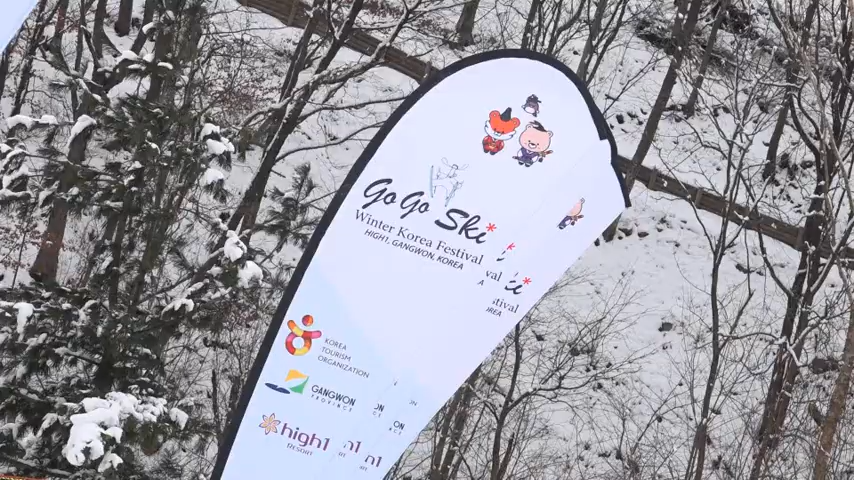 Go Go Ski*
Winter Korea Festival
HIGH1, GANGWON, KOREA
KOREA
TOURISM
ORGANIZATION
GANGWON
PROVINCE
high1
RESORT